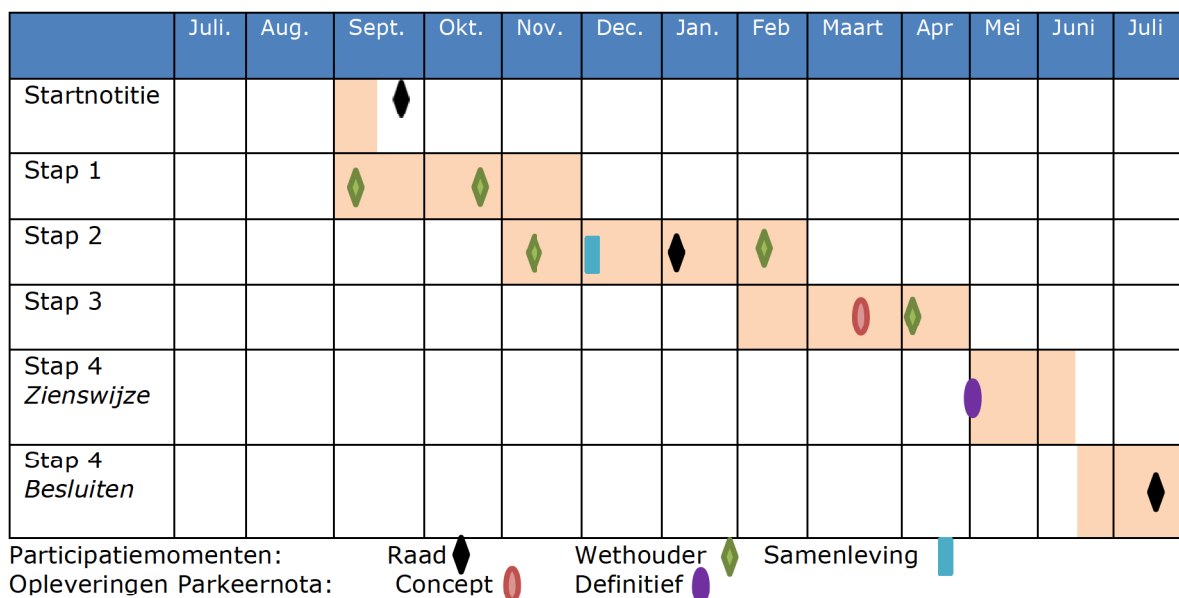 Juli. Aug. Sept. Okt. Nov. Dec. Jan. Feb Maart Apr Mei Juni Juli
Startnotitie
Stap 1
Stap 2
Stap 3
Stap 4
Zienswijze
Stap 4
Besluiten
Participatiemomenten: Raad Wethouder Samenleving
Opleveringen Parkeernota: Concept Definitief